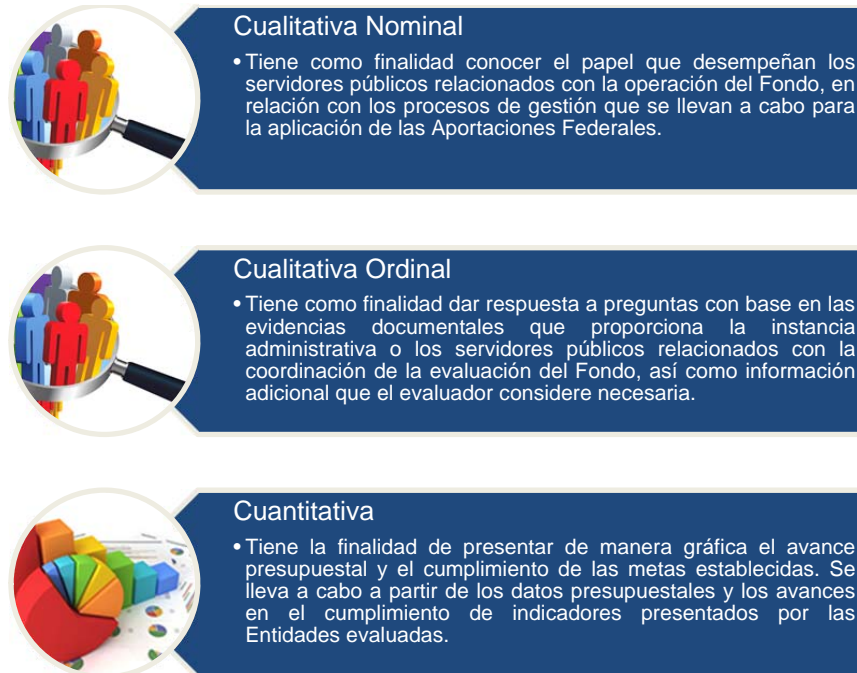 Cualitativa Nominal
• Tiene como finalidad conocer el papel que desempeñan los
servidores públicos relacionados con la operación del Fondo, en
relación con los procesos de gestión que se llevan a cabo para
la aplicación de las Aportaciones Federales.
Cualitativa Ordinal
• Tiene como finalidad dar respuesta a preguntas con base en las
evidencias documentales que proporciona la instancia
administrativa o los servidores públicos relacionados con la
coordinación de la evaluación del Fondo, así como información
adicional que el evaluador considere necesaria.
Cuantitativa
• Tiene la finalidad de presentar de manera gráfica el avance
presupuestal y el cumplimiento de las metas establecidas. Se
lleva a cabo a partir de los datos presupuestales y los avances
en el cumplimiento de indicadores presentados por las
Entidades evaluadas.